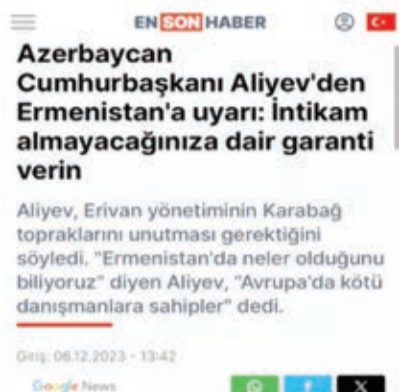 EN SON HABER
Azerbaycan
Cumhurbaşkanı Aliyev'den
Ermenistan'a uyarı: İntikam
almayacağınıza dair garanti
verin
Aliyev, Erivan yönetiminin Karabağ
topraklarını unutması gerektiğini
söyledi. "Ermenistan'da neler olduğunu
biliyoruz" diyen Aliyev, "Avrupa'da kötü
danışmanlara sahipler" dedi.
Giriş: 06.12.2023 - 13:42
Google News